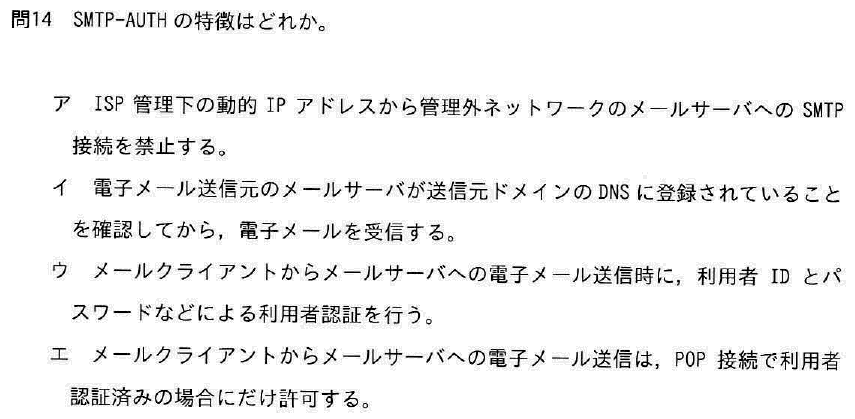 問14 SMTP-AUTH の特徴はどれか。
ア ISP 管理下の動的 IP アドレスから管理外ネットワークのメールサーバへの SMTP
接続を禁止する。
イ 電子メール送信元のメールサーバが送信元ドメインの DNS に登録されていること
を確認してから，電子メールを受信する。
ウ メールクライアントからメールサーバへの電子メール送信時に，利用者 ID とパ
スワードなどによる利用者認証を行う。
エ メールクライアントからメールサーバへの電子メール送信は，POP 接続で利用者
認証済みの場合にだけ許可する。